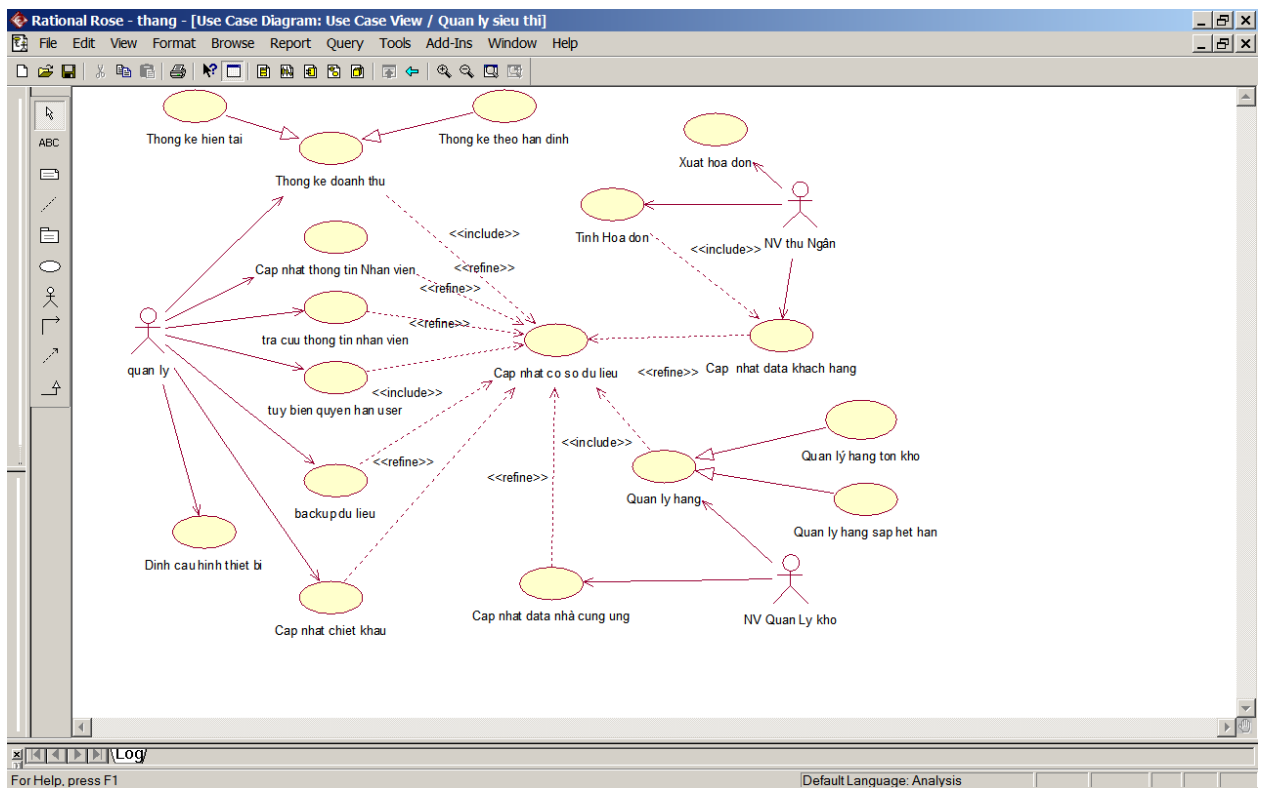 Rational Rose - thang - [Use Case Diagram: Use Case View / Quan ly sieu thi]
File Edit View Format Browse Report Query Tools Add-Ins Window Help
ABC
Thong ke hien tai
Thong ke theo han dinh
Xuat hoa don
Thong ke doanh thu
Tinh Hoa don
NV thu Ngân
<<include>>
<<include>>
Cap nhat thong tin Nhan vien
<<refine>>
<<refine>>
<<refine>>
tra cuu thong tin nhan vien
quan ly
Cap nhat co so du lieu
<<refine>>
Cap nhat data khach hang
<<include>>
tuy bien quyen han user
<<include>>
Quan lý hang ton kho
<<refine>>
<<refine>>
Quan ly hang
backup du lieu
Quan ly hang sap het han
Dinh cau hinh thiet bi
Cap nhat data nhà cung ung
NV Quan Ly kho
Cap nhat chiet khau
Log
For Help, press F1
Default Language: Analysis